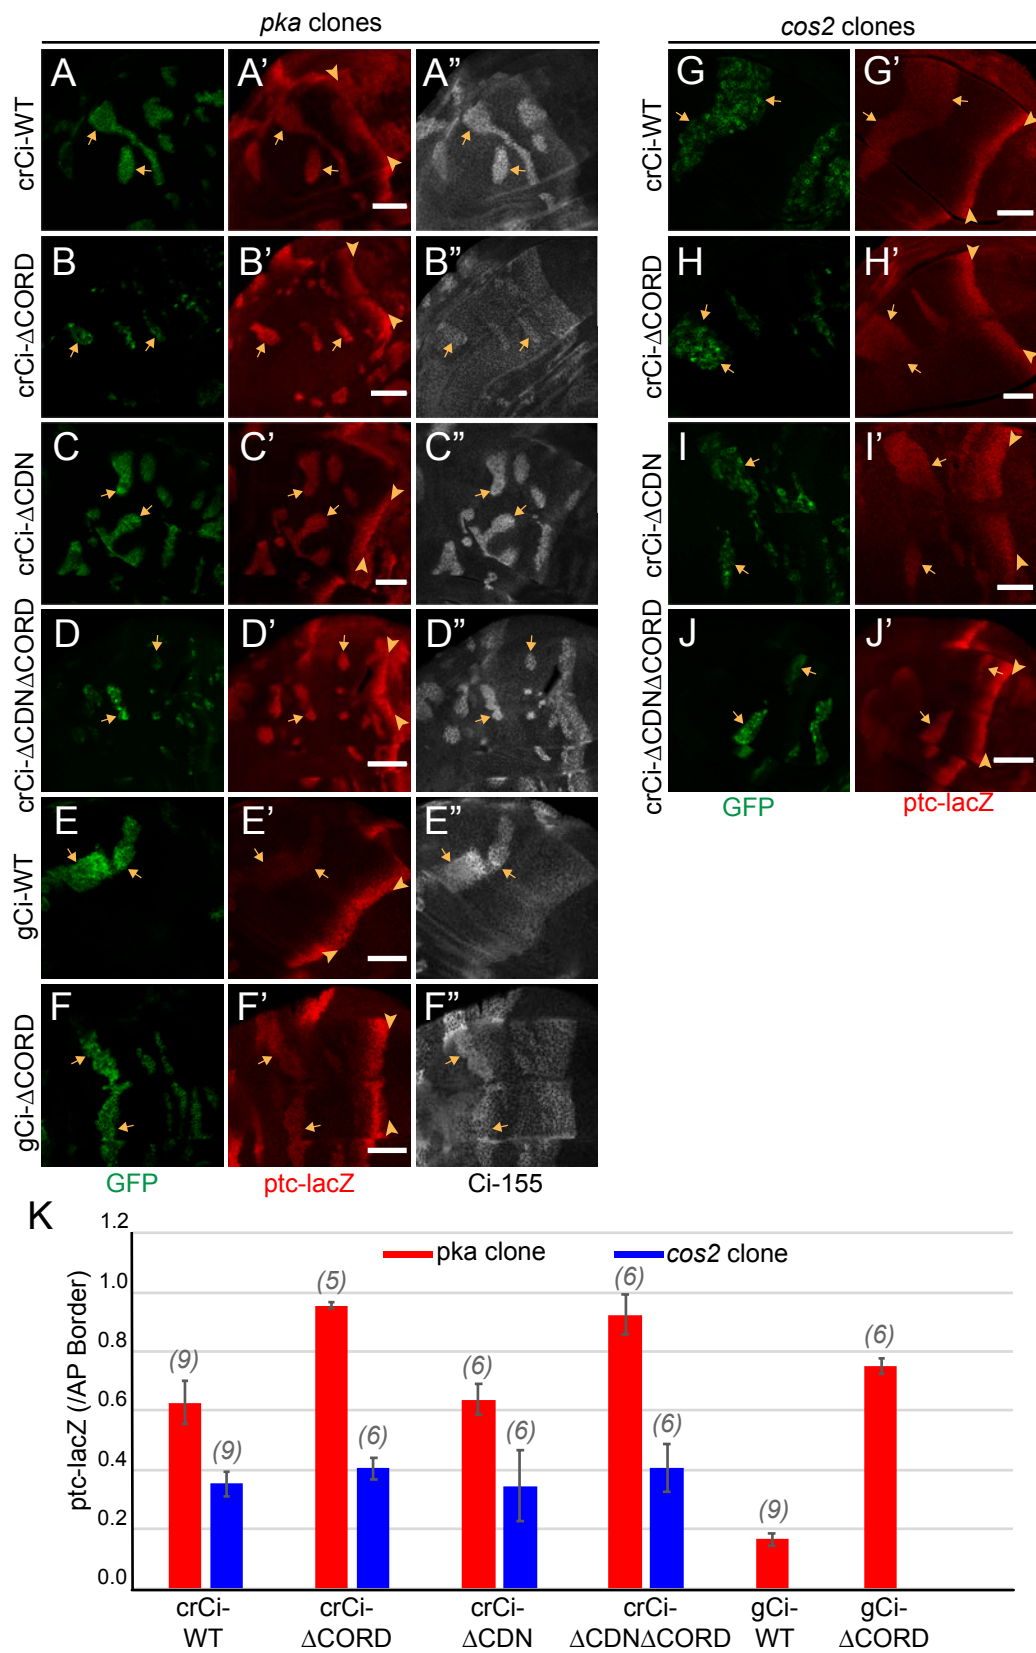 pka clones
cos2 clones
crCi-WT
A
A’
A”
crCi-ΔCORD
B
B’
B”
crCi-ΔCDN
C
C’
C”
crCi-ΔCDNΔCORD
D
D’
D”
gCi-WT
E
E’
E”
gCi-ΔCORD
F
F’
F”
GFP
ptc-lacZ
Ci-155
crCi-WT
G
G’
crCi-ΔCORD
H
H’
crCi-ΔCDN
I
I’
crCi-ΔCDNΔCORD
J
J’
GFP
ptc-lacZ
K
ptc-lacZ (/AP Border)
1.2
1.0
0.8
0.6
0.4
0.2
0.0
pka clone
cos2 clone
(9)
(9)
(5)
(6)
(6)
(6)
(6)
(6)
(9)
(6)
crCi-
WT
crCi-
ΔCORD
crCi-
ΔCDN
crCi-
ΔCDNΔCORD
gCi-
WT
gCi-
ΔCORD